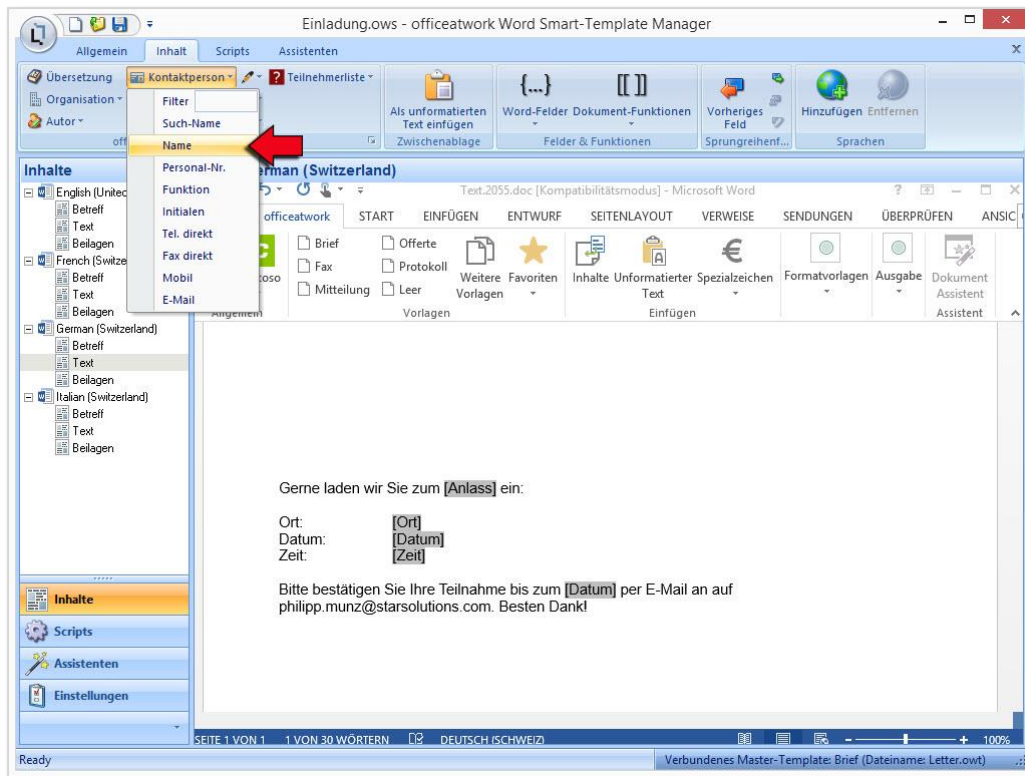 Einladung.ows - officeatwork Word Smart-Template Manager
Allgemein Inhalt Scripts Assistenten
Übersetzung Kontaktperson Teilnehmerliste
Organisation
Autor
Als unformatierten Text einfügen
Word-Felder Dokument-Funktionen
Vorheriges Feld
Hinzufügen Entfernen
Zwischenablage Felder & Funktionen Sprungreihenf... Sprachen
Filter
Such-Name
Name
Personal-Nr.
Funktion
Initialen
Tel. direkt
Fax direkt
Mobil
E-Mail
Inhalte
English (United
Betreff
Text
Beilagen
French (Switze
Betreff
Text
Beilagen
German (Switzerland)
Betreff
Text
Beilagen
Italian (Switzerland)
Betreff
Text
Beilagen
Inhalte
Scripts
Assistenten
Einstellungen
(Switzerland)
Text.2055.doc [Kompatibilitätsmodus] - Microsoft Word
officeatwork START EINFÜGEN ENTWURF SEITENLAYOUT VERWEISE SENDUNGEN ÜBERPRÜFEN ANSIC
Brief Offerte
Fax Protokoll
Mitteilung Leer
Weitere Vorlagen
Favoriten
Inhalte
Unformatierter Text
Spezialzeichen
Formatvorlagen
Ausgabe
Dokument Assistent
Allgemein Vorlagen Einfügen Assistent
Gerne laden wir Sie zum [Anlass] ein:
Ort: [Ort]
Datum: [Datum]
Zeit: [Zeit]
Bitte bestätigen Sie Ihre Teilnahme bis zum [Datum] per E-Mail an auf
philipp.munz@starsolutions.com. Besten Dank!
SEITE 1 VON 1 1 VON 30 WÖRTERN DEUTSCH (SCHWEIZ) 100%
Ready Verbundenes Master-Template: Brief (Dateiname: Letter.owt)